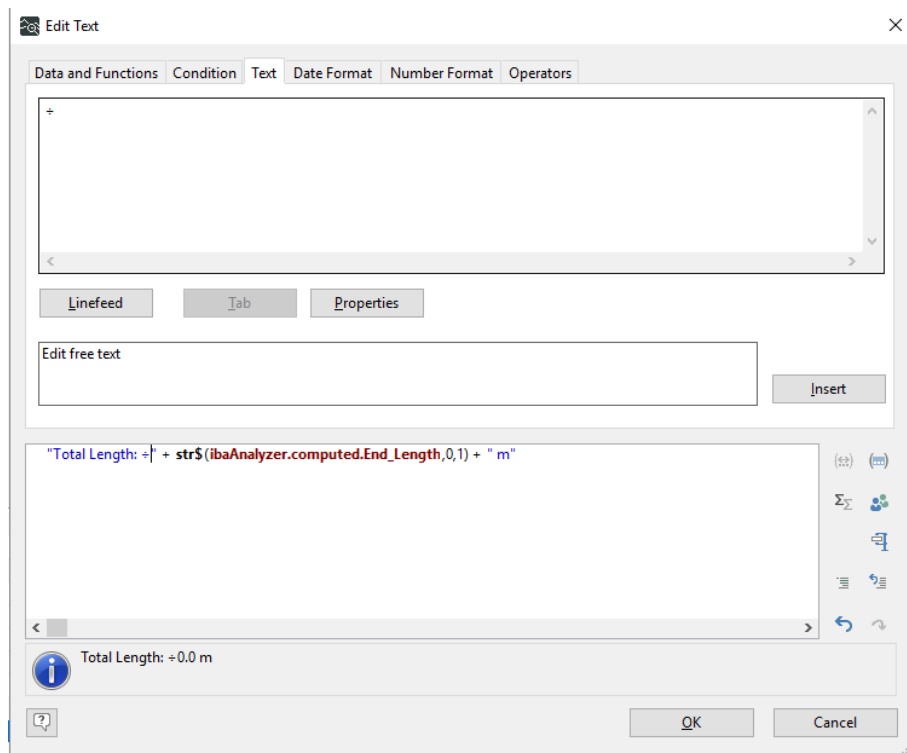 Edit Text
Data and Functions Condition Text Date Format Number Format Operators
÷
Linefeed Tab Properties
Edit free text
Insert
"Total Length: ÷" + str$(ibaAnalyzer.computed.End_Length,0,1) + " m"
Total Length: ÷0.0 m
OK Cancel